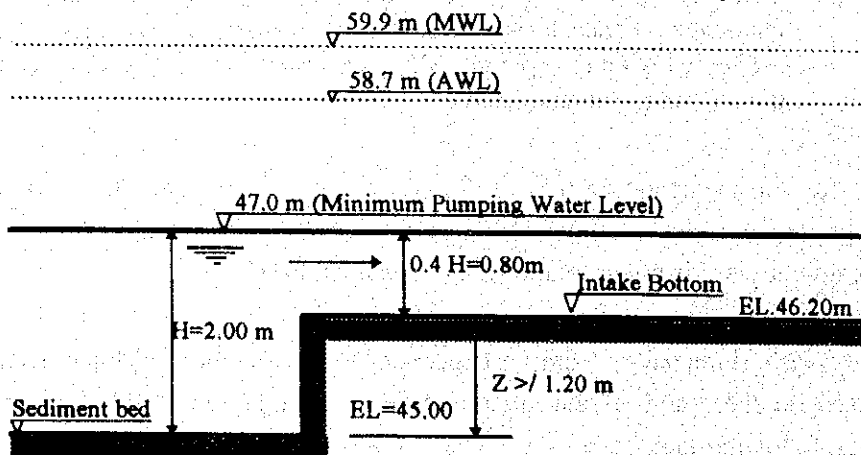 59.9 m (MWL)
58.7 m (AWL)
47.0 m (Minimum Pumping Water Level)
0.4 H=0.80m
Intake Bottom
EL.46.20m
H=2.00 m
Z >/ 1.20 m
Sediment bed
EL=45.00